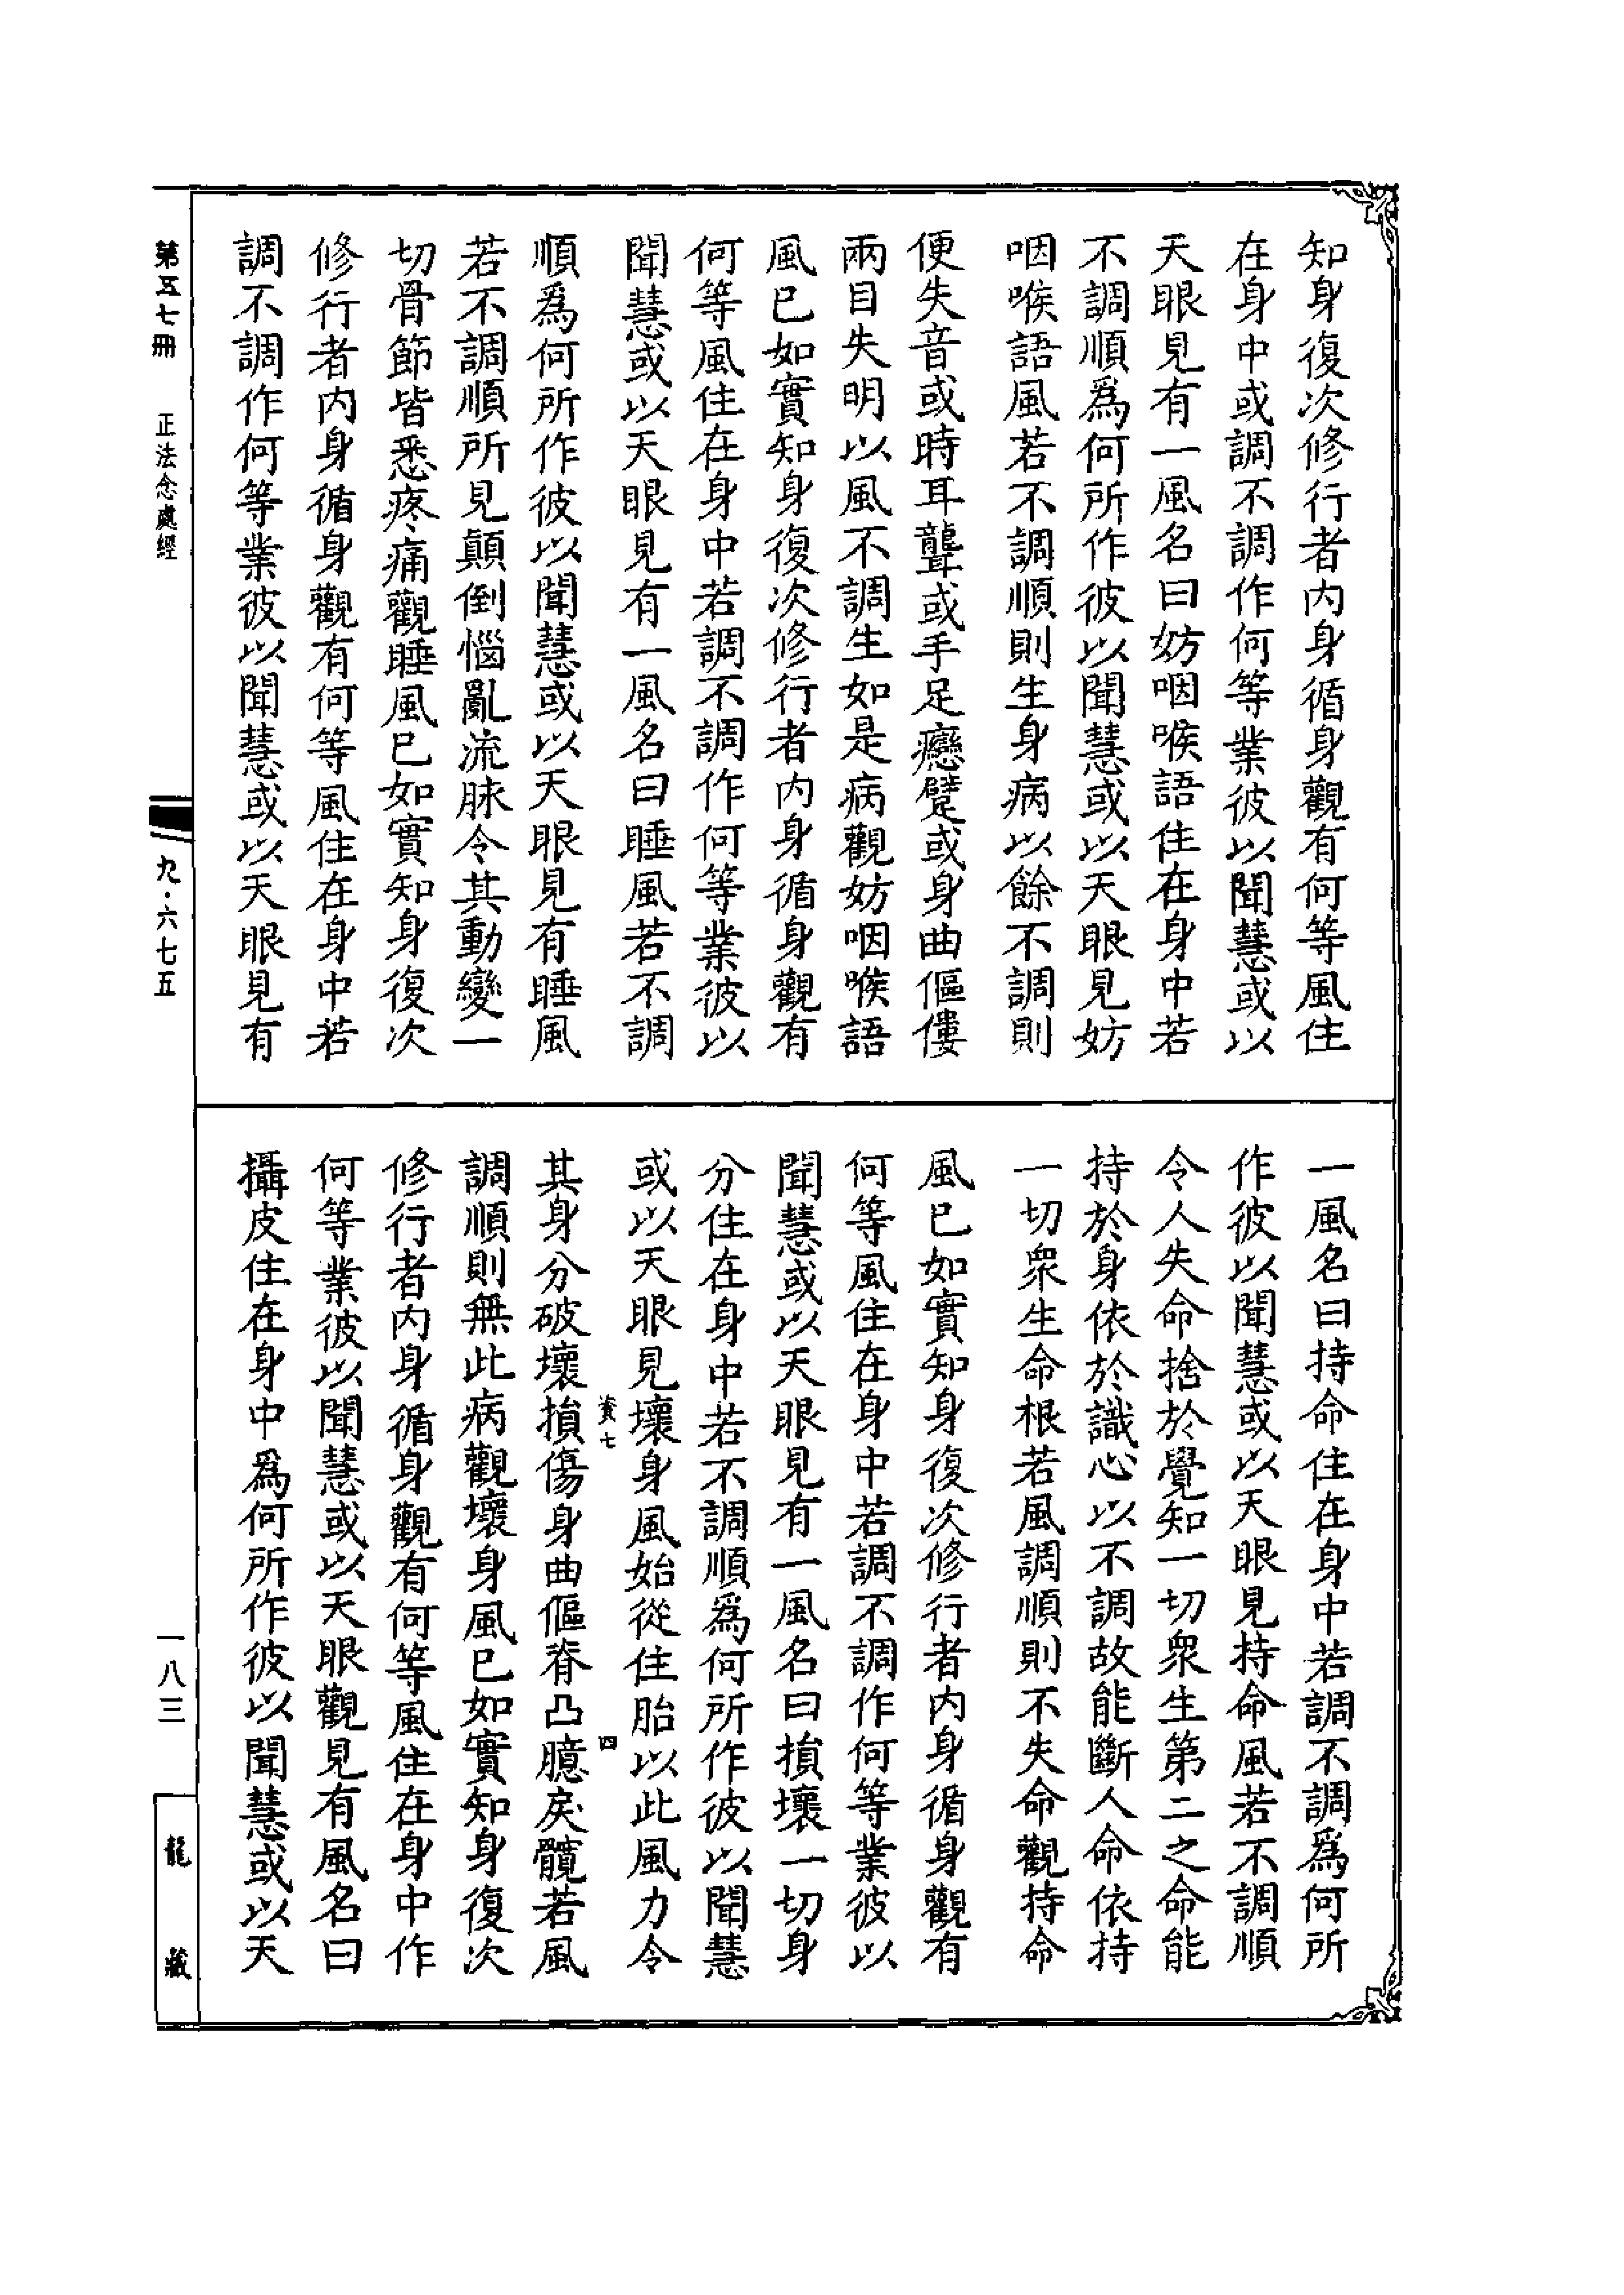 知身復次修行者内身循身觀有何等風住
在身中或調不調作何等業彼以聞慧或以
天眼見有一風名曰妨咽喉語住在身中若
不調順爲何所作彼以聞慧或以天眼見妨
咽喉語風若不調順則生身病以餘不調則
便失音或時耳聾或手足癵躄或身曲傴僂
兩目失明以風不調生如是病觀妨咽喉語
風已如實知身復次修行者内身循身觀有
何等風住在身中若調不調作何等業彼以
聞慧或以天眼見有一風名曰睡風若不調
順爲何所作彼以聞慧或以天眼見有睡風
若不調順所見顛倒惱亂流脉令其動變一
切骨節皆悉疼痛觀睡風已如實知身復次
修行者内身循身觀有何等風住在身中若
調不調作何等業彼以聞慧或以天眼見有
一風名曰持命住在身中若調不調爲何所
作彼以聞慧或以天眼見持命風若不調順
令人失命捨於覺知一切衆生第二之命能
持於身依於識心以不調故能斷人命依持
一切衆生命根若風調順則不失命觀持命
風已如實知身復次修行者内身循身觀有
何等風住在身中若調不調作何等業彼以
聞慧或以天眼見有一風名曰損壞一切身
分住在身中若不調順爲何所作彼以聞慧
或以天眼見壞身風始從住胎以此風力令
其身分破壞損傷身曲傴脊凸臆戾髖若風
調順則無此病觀壞身風已如實知身復次
修行者内身循身觀有何等風住在身中作
何等業彼以聞慧或以天眼觀見有風名曰
攝皮住在身中爲何所作彼以聞慧或以天
資七
四
第五七冊
正法念處經
九·六七五
一八三
龍藏